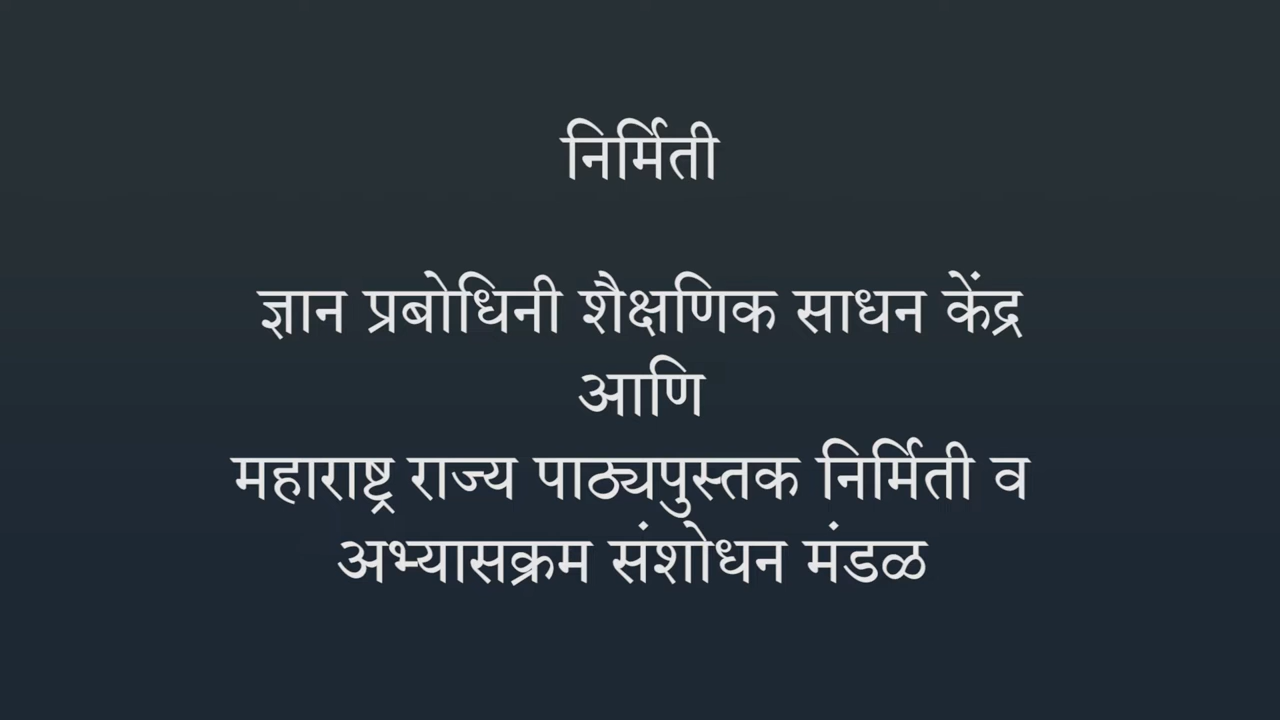 निर्मिती
ज्ञान प्रबोधिनी शैक्षणिक साधन केंद्र
आणि
महाराष्ट्र राज्य पाठ्यपुस्तक निर्मिती व
अभ्यासक्रम संशोधन मंडळ